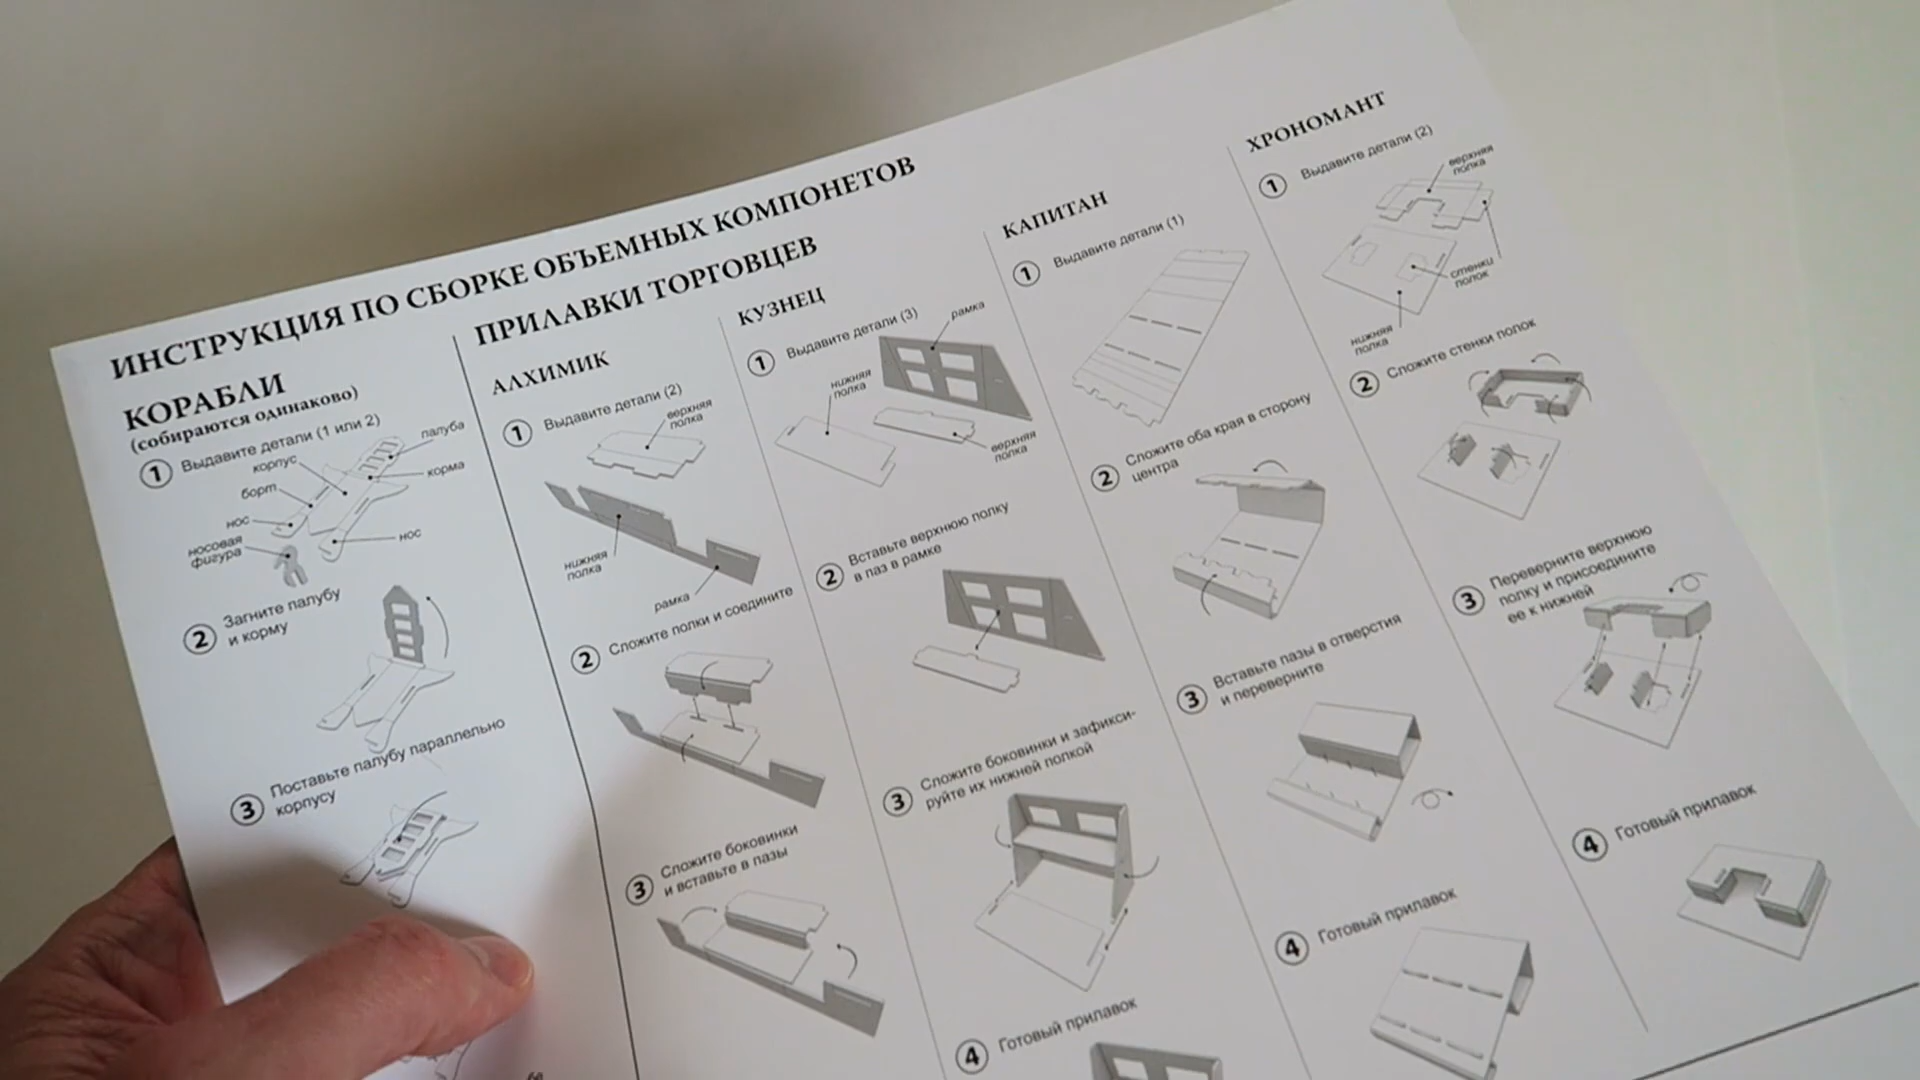 ИНСТРУКЦИЯ ПО СБОРКЕ ОБЪЕМНЫХ КОМПОНЕТОВ
КОРАБЛИ
(собираются одинаково)
1 Выдавите детали (1 или 2)
палуба
корпус
корма
борт
нос
нос
носовая
фигура
2 Загните палубу
и корму
3 Поставьте палубу параллельно
корпусу
ПРИЛАВКИ ТОРГОВЦЕВ
АЛХИМИК
1 Выдавите детали (2)
верхняя
полка
нижняя
полка
рамка
2 Сложите полки и соедините
3 Сложите боковинки
и вставьте в пазы
КУЗНЕЦ
1 Выдавите детали (3)
рамка
нижняя
полка
верхняя
полка
2 Вставьте верхнюю полку
в паз в рамке
3 Сложите боковинки и зафикси-
руйте их нижней полкой
4 Готовый прилавок
КАПИТАН
1 Выдавите детали (1)
2 Сложите оба края в сторону
центра
3 Вставьте пазы в отверстия
и переверните
4 Готовый прилавок
ХРОНОМАНТ
1 Выдавите детали (2)
верхняя
полка
стенки
полок
нижняя
полка
2 Сложите стенки полок
3 Переверните верхнюю
полку и присоедините
ее к нижней
4 Готовый прилавок